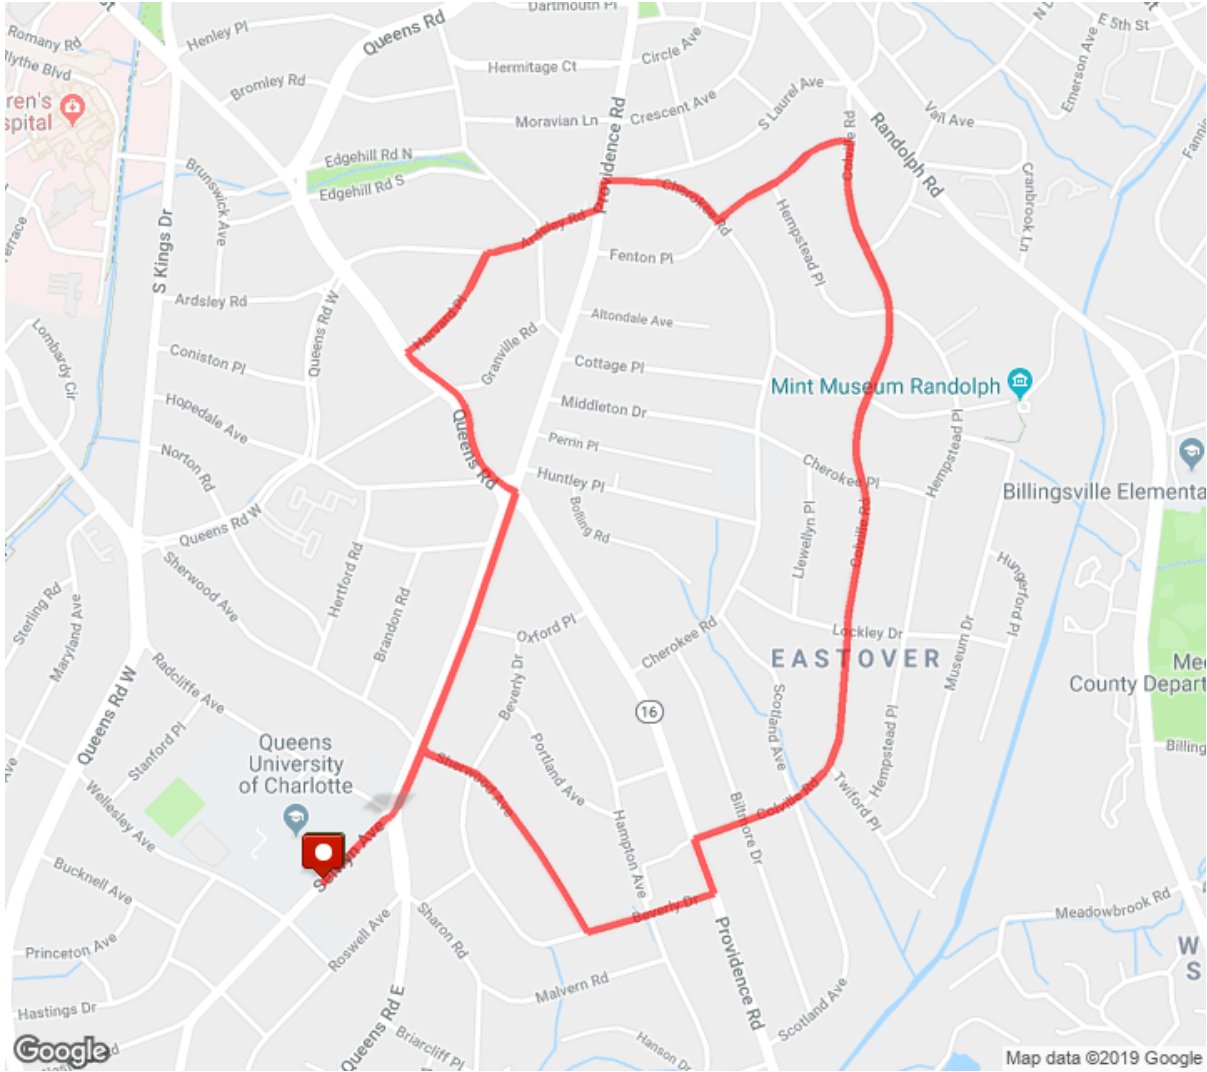 Romany Rd
Blythe Blvd
ren's
spital
Henley Pl
Bromley Rd
Queens Rd
Dartmouth Pl
Hermitage Ct
Circle Ave
Moravian Ln
Crescent Ave
S Laurel Ave
E 5th St
Emerson Ave
Vail Ave
Randolph Rd
Colville Rd
Cranbrook Ln
Edgehill Rd N
Edgehill Rd S
Brunswick Ave
S Kings Dr
Providence Rd
Cherokee Rd
Ardsley Rd
Hempstead Pl
Fenton Pl
Ardsley Rd
Queens Rd W
Harvard Pl
Granville Rd
Altondale Ave
Cottage Pl
Lombardy Cir
Coniston Pl
Hopedale Ave
Norton Rd
Queens Rd
Middleton Dr
Perrin Pl
Huntley Pl
Mint Museum Randolph
Cherokee Pl
Hempstead Pl
Billingsville Elementa
Bolling Rd
Llewellyn Pl
Colville Rd
Queens Rd W
Sherwood Ave
Hertford Rd
Brandon Rd
Sterling Rd
Maryland Ave
Oxford Pl
Cherokee Rd
Lockley Dr
Hungerford Pl
Museum Dr
EASTOVER
Radcliffe Ave
Beverly Dr
Scotland Ave
Queens Rd W
Stanford Pl
16
Hempstead Pl
County Depart
Billing
Queens
University
of Charlotte
Sherwood Ave
Portland Ave
Wellesley Ave
Colville Rd
Twiford Pl
Biltmore Dr
Hampton Ave
Selwyn Ave
Bucknell Ave
Beverly Dr
Meadowbrook Rd
Roswell Ave
Sharon Rd
Providence Rd
Princeton Ave
W
S
Malvern Rd
Hastings Dr
Queens Rd E
Briarcliff Pl
Hanson Dr
Scotland Ave
Google
Map data ©2019 Google